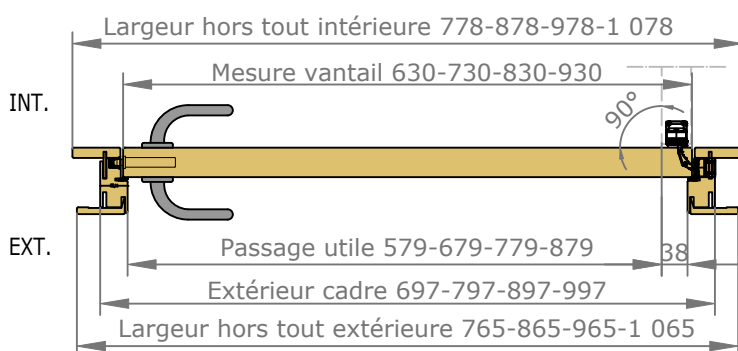 Largeur hors tout intérieure 778-878-978-1 078
Mesure vantail 630-730-830-930
INT.
90°
EXT.
Passage utile 579-679-779-879
38
Extérieur cadre 697-797-897-997
Largeur hors tout extérieure 765-865-965-1 065